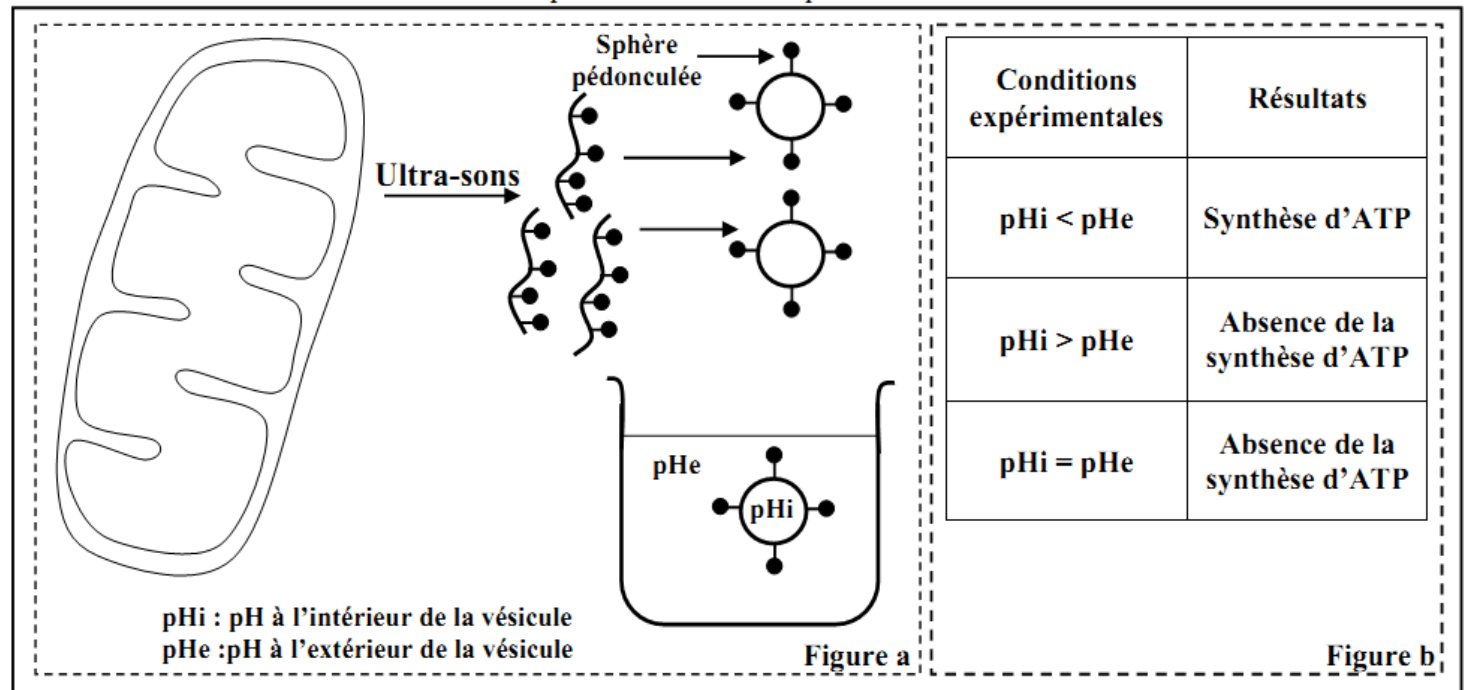 Sphère
pédonculée
Ultra-sons
pHe
pHi
pHi : pH à l'intérieur de la vésicule
pHe :pH à l'extérieur de la vésicule
Figure a
Conditions
expérimentales
Résultats
pHi < pHe
Synthèse d'ATP
pHi > pHe
Absence de la
synthèse d'ATP
pHi = pHe
Absence de la
synthèse d'ATP
Figure b